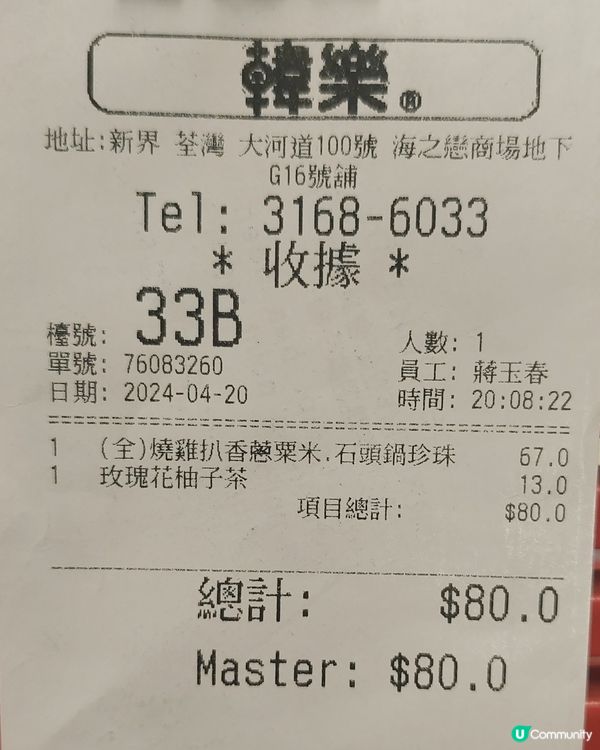 韓樂®
地址:新界 荃灣 大河道100號 海之戀商場地下
G16號舖
Tel: 3168-6033
* 收據 *
檯號: 33B
人數: 1
單號: 76083260
員工: 蔣玉春
日期: 2024-04-20
時間: 20:08:22
1 (全)燒雞扒香蔥粟米.石頭鍋珍珠 67.0
1 玫瑰花柚子茶 13.0
項目總計: $80.0
總計: $80.0
Master: $80.0
U Community